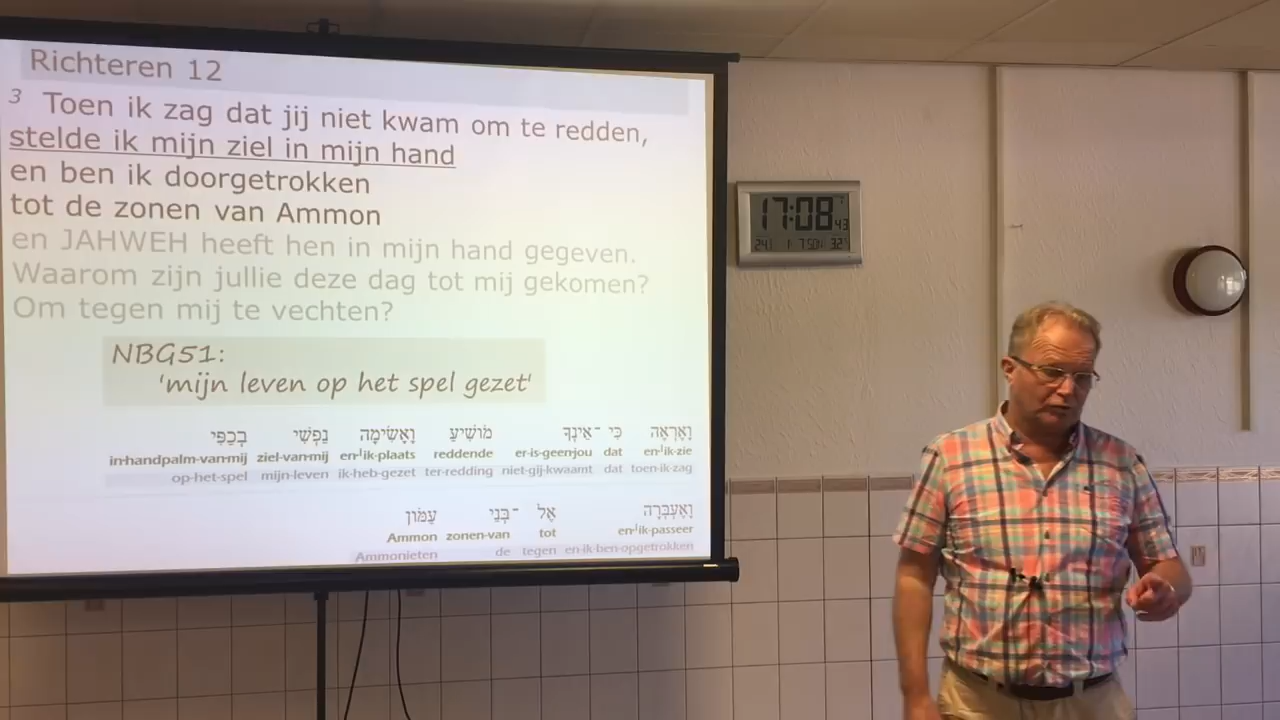 Richteren 12
3 Toen ik zag dat jij niet kwam om te redden,
stelde ik mijn ziel in mijn hand
en ben ik doorgetrokken
tot de zonen van Ammon
en JAHWEH heeft hen in mijn hand gegeven.
Waarom zijn jullie deze dag tot mij gekomen?
Om tegen mij te vechten?
NBG51:
'mijn leven op het spel gezet'
וָאֶרְאֶה כִּי ־אֵינְךָ מוֹשִׁיעַ וָאָשִׂימָה נַפְשִׁי בְכַפִּי
in·handpalm·van·mij ziel·van·mij en·ik·plaats reddende er·is·geenjou dat en·ik·zie
op·het·spel mijn·leven ik·heb·gezet ter·redding niet·gij·kwaamt dat toen·ik·zag
וָאֶעְבְּרָה אֶל ־בְּנֵי עַמּוֹן
Ammon zonen·van tot en·ik·passeer
Ammonieten de tegen en·ik·ben·opgetrokken
17:08 43